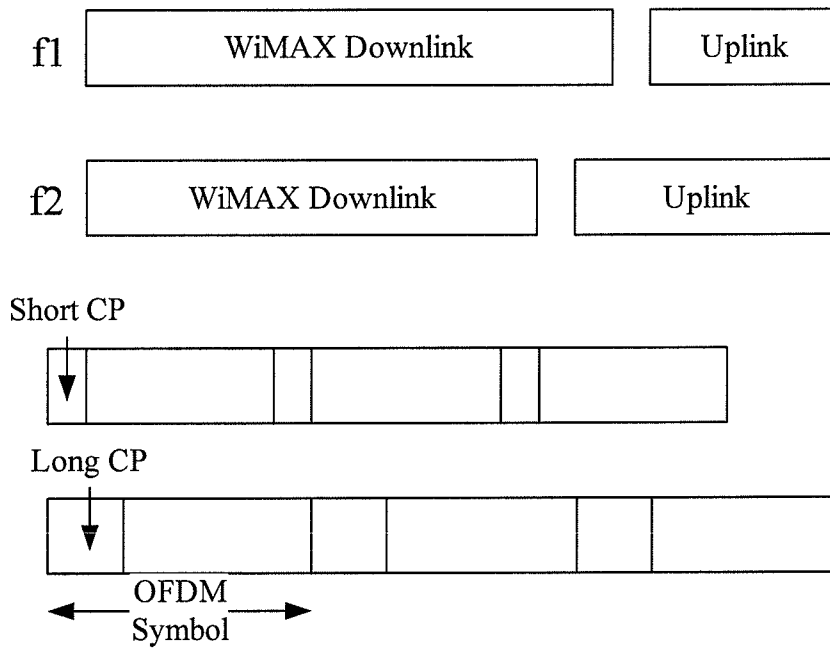 f1 WiMAX Downlink Uplink
f2 WiMAX Downlink Uplink
Short CP
Long CP
OFDM
Symbol